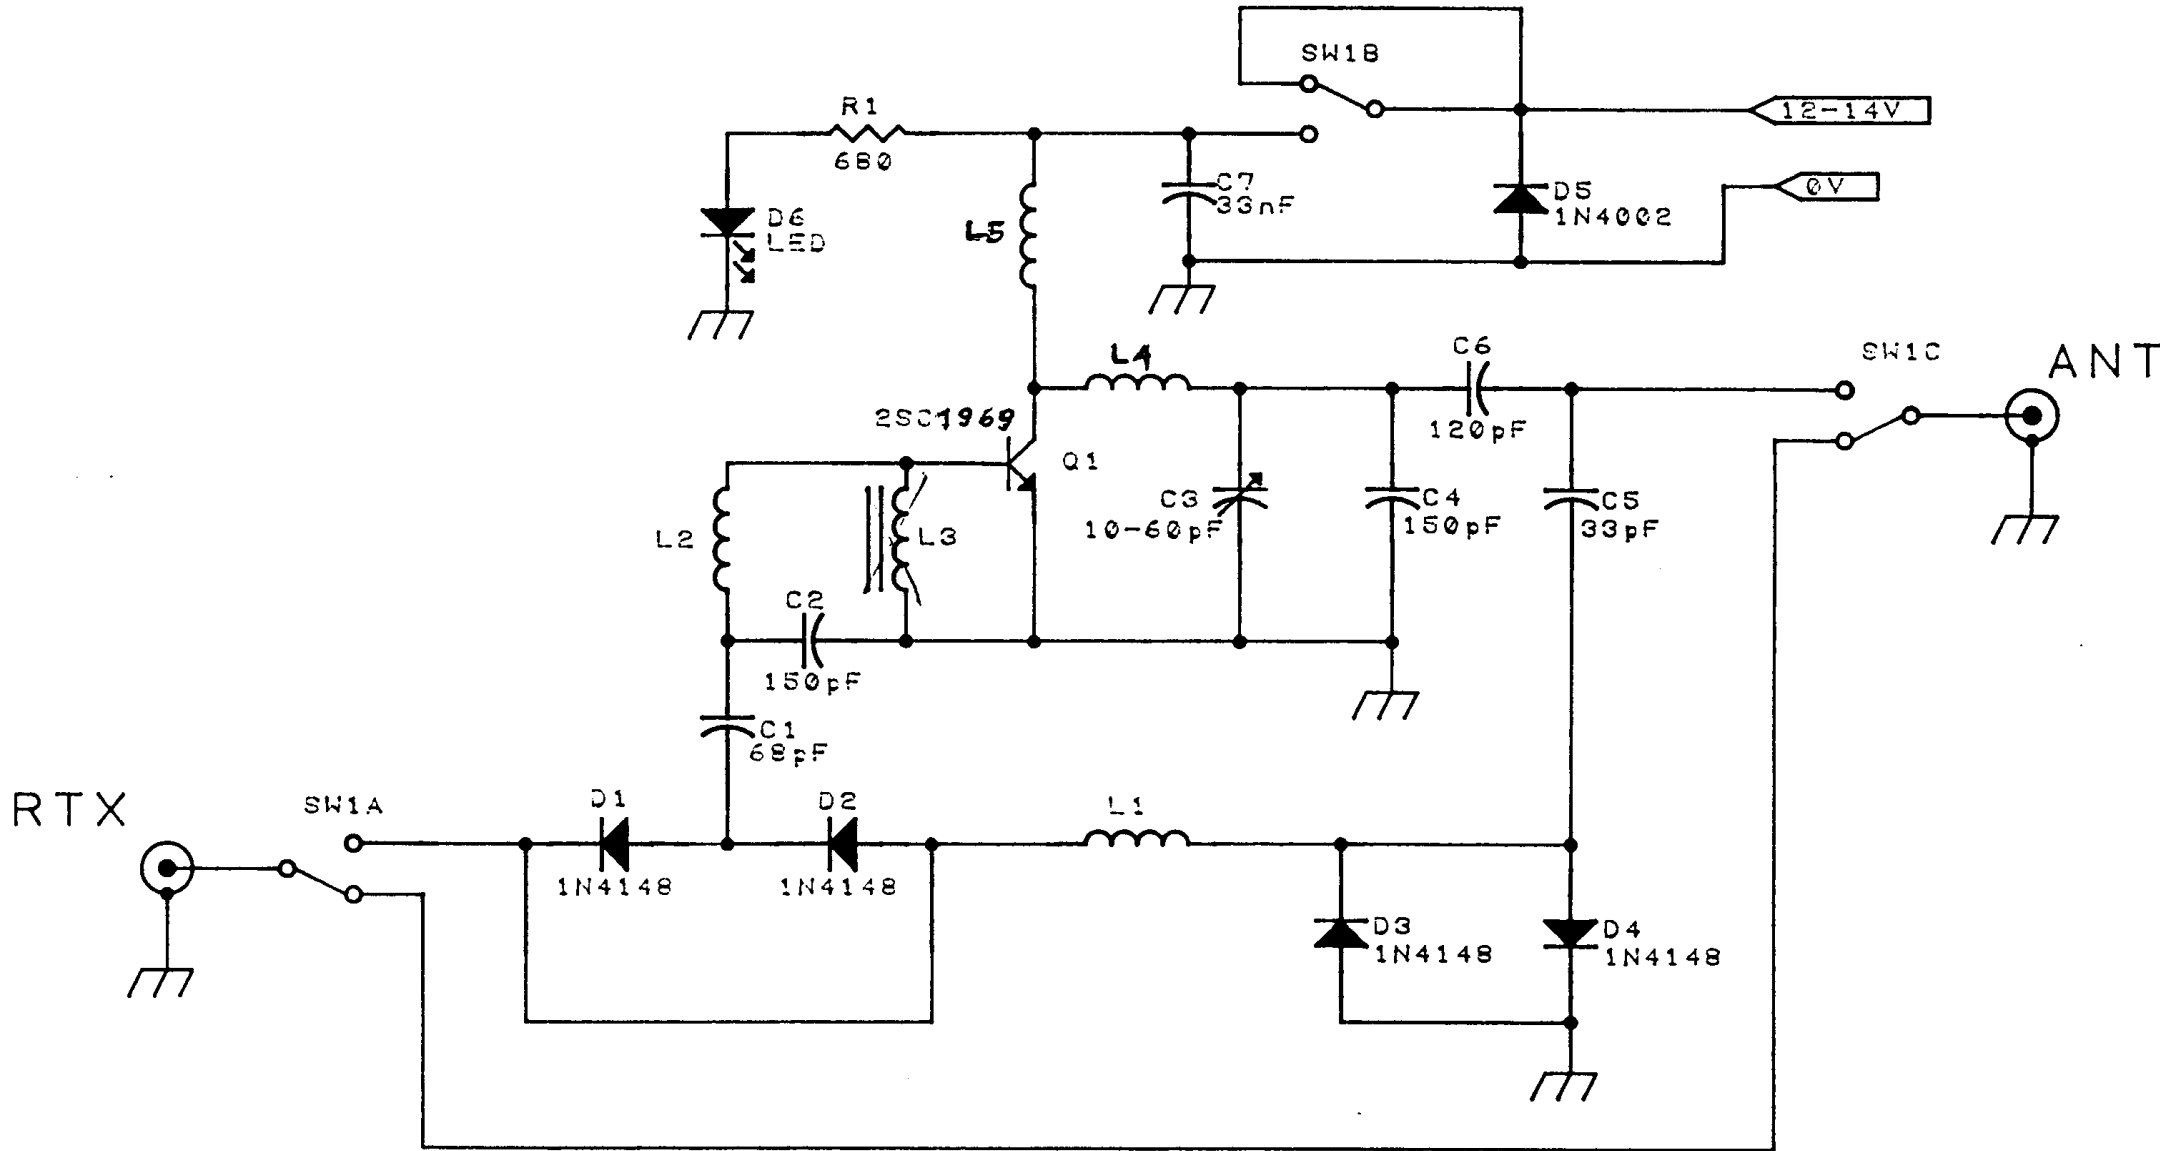 SW1B
R1
680
12-14V
C7
33nF
0V
D5
1N4002
D6
LED
L5
L4
C6
SW1C
ANT
120pF
2SC1969
Q1
C3
10-60pF
C4
150pF
C5
33pF
L2
L3
C2
150pF
C1
68pF
RTX
SW1A
D1
D2
L1
1N4148
1N4148
D3
1N4148
D4
1N4148